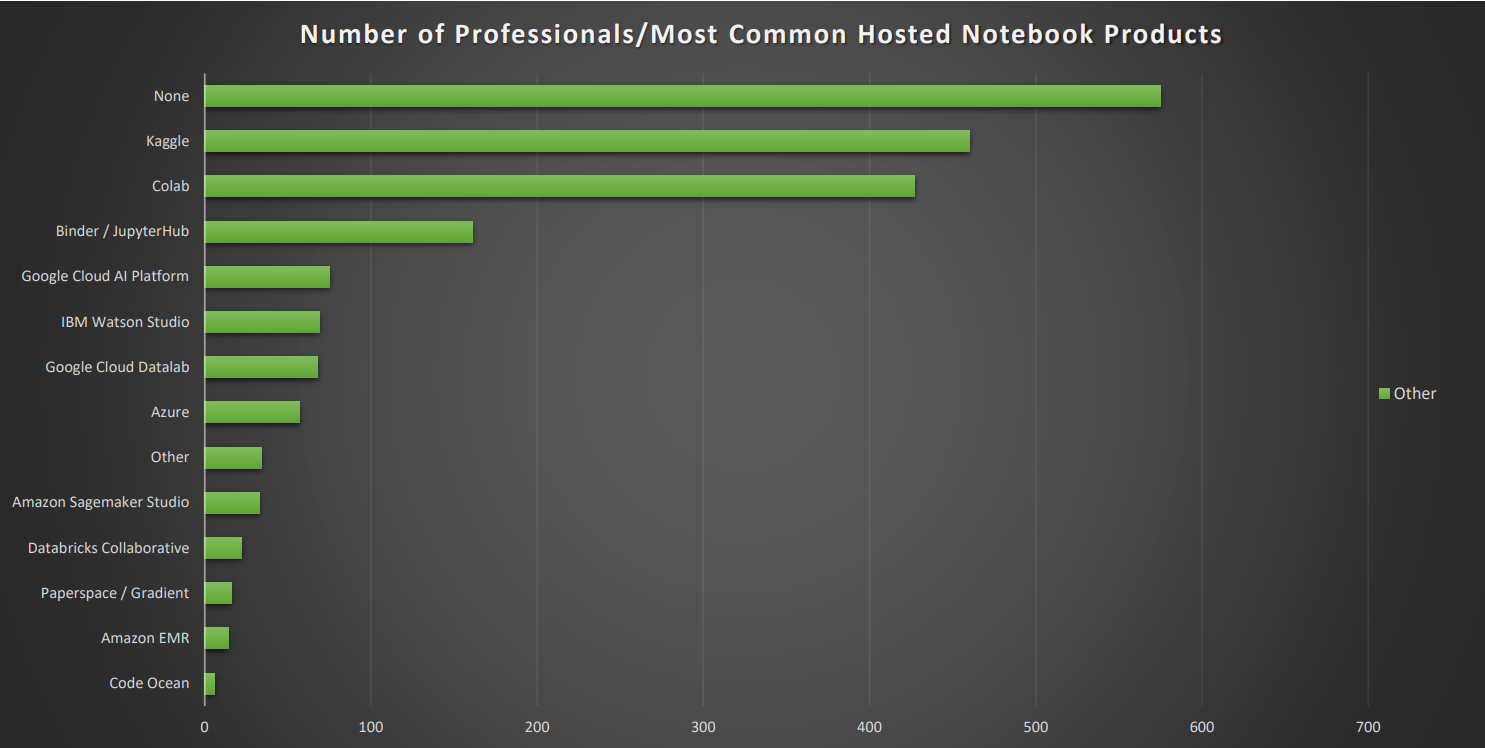 Number of Professionals/Most Common Hosted Notebook Products
None
Kaggle
Colab
Binder / JupyterHub
Google Cloud AI Platform
IBM Watson Studio
Google Cloud Datalab
Azure
Other
Other
Amazon Sagemaker Studio
Databricks Collaborative
Paperspace / Gradient
Amazon EMR
Code Ocean
0 100 200 300 400 500 600 700